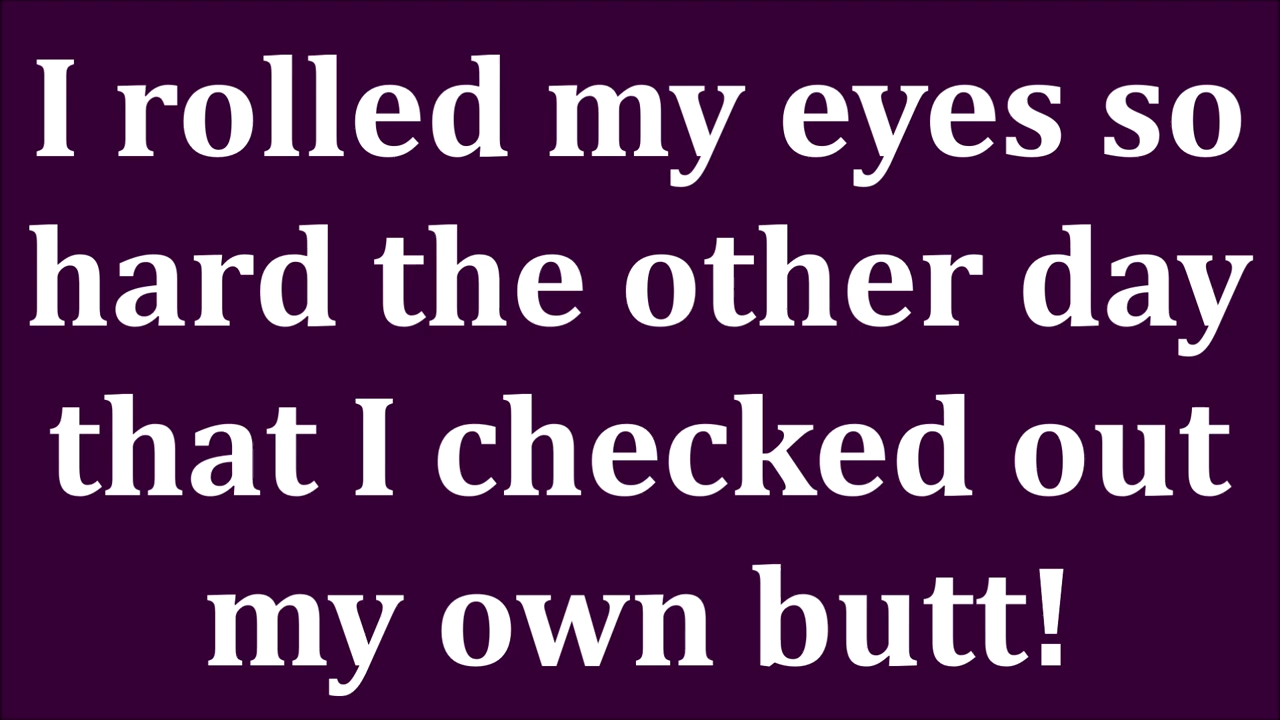 I rolled my eyes so
hard the other day
that I checked out
my own butt!